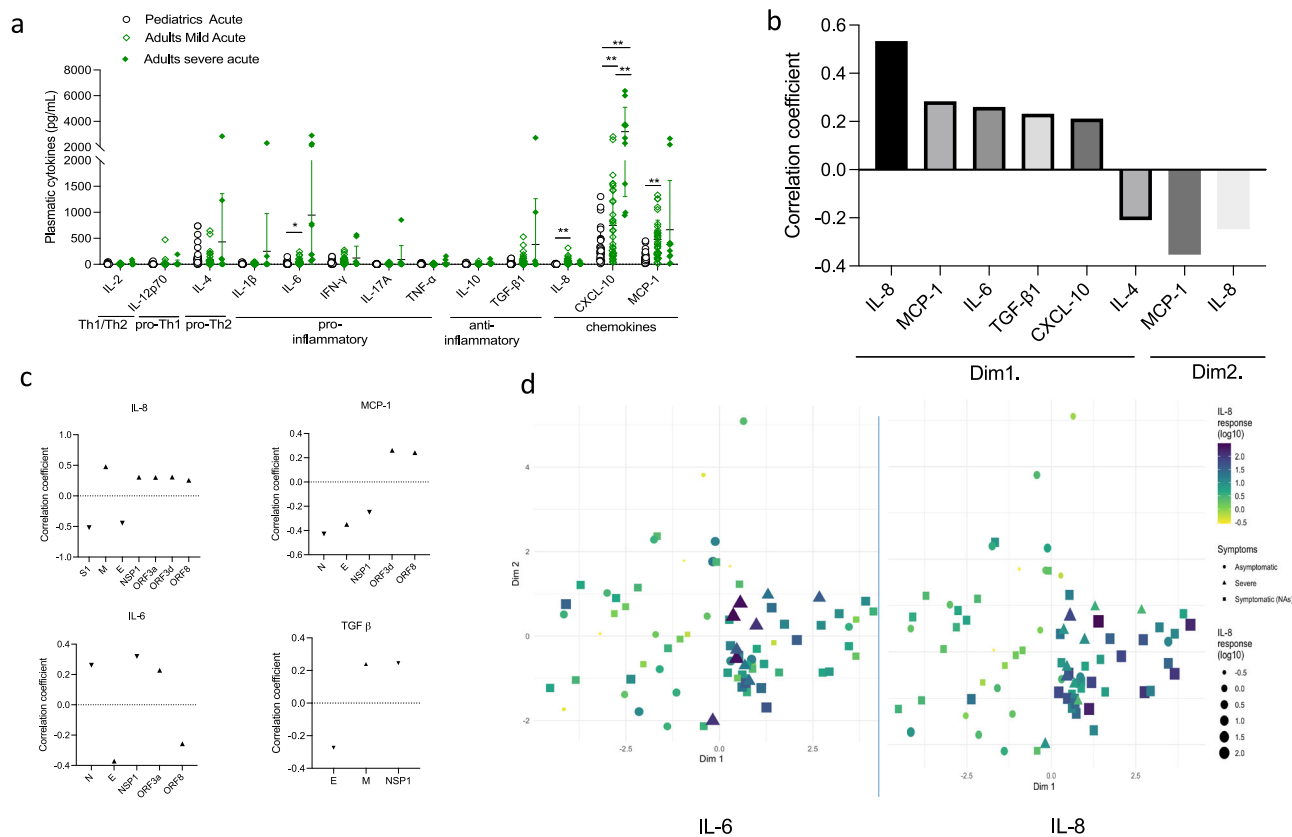 a
Pediatrics Acute
Adults Mild Acute
Adults severe acute
Plasmatic cytokines (pg/mL)
8000
6000
4000
2000
2000
1500
1000
500
0
** 
**
**
*
**
**
IL-2
IL-12p70
IL-4
IL-1β
IL-6
IFN-γ
IL-17A
TNF-α
IL-10
TGF-β1
IL-8
CXCL-10
MCP-1
Th1/Th2
pro-Th1
pro-Th2
pro-
inflammatory
anti-
inflammatory
chemokines
b
Correlation coefficient
0.6
0.4
0.2
0.0
-0.2
-0.4
IL-8
MCP-1
IL-6
TGF-β1
CXCL-10
IL-4
MCP-1
IL-8
Dim1.
Dim2.
c
IL-8
Correlation coefficient
1.0
0.5
0.0
-0.5
-1.0
S1
M
E
NSP1
ORF3a
ORF3d
ORF8
MCP-1
Correlation coefficient
0.4
0.2
0.0
-0.2
-0.4
-0.6
N
E
NSP1
ORF3d
ORF8
IL-6
Correlation coefficient
0.4
0.2
0.0
-0.2
-0.4
N
E
NSP1
ORF3a
ORF8
TGF β
Correlation coefficient
0.4
0.2
0.0
-0.2
-0.4
E
M
NSP1
d
Dim 2
4
2
0
-2
-2.5
0.0
2.5
Dim 1
IL-6
-2.5
0.0
2.5
Dim 1
IL-8
IL-8
response
(log10)
2.0
1.5
1.0
0.5
0.0
-0.5
Symptoms
Asymptomatic
Severe
Symptomatic (NAs)
IL-8
response
(log10)
-0.5
0.0
0.5
1.0
1.5
2.0